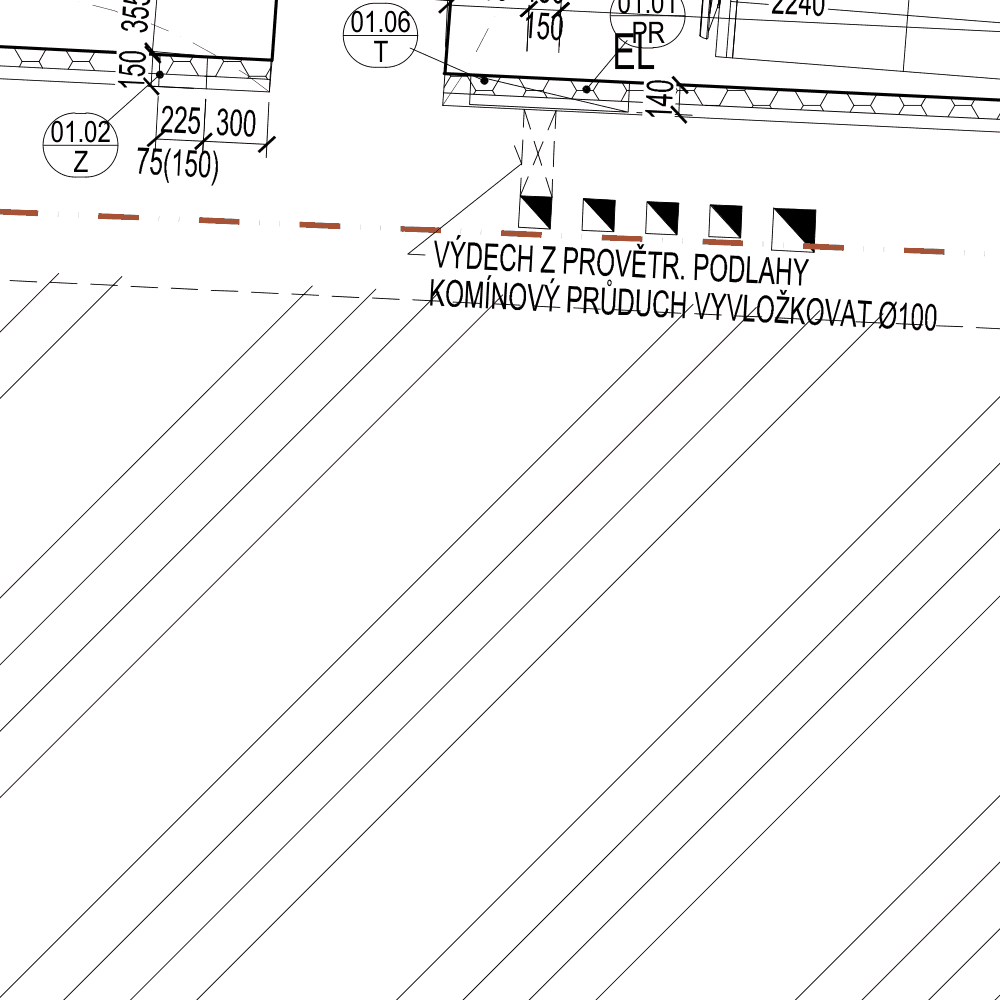 355
01.06
T
150
01.01
PR
EL
2240
150
140
01.02
Z
225
300
75(150)
VÝDECH Z PROVĚTR. PODLAHY
KOMÍNOVÝ PRŮDUCH VYVLOŽKOVAT Ø100